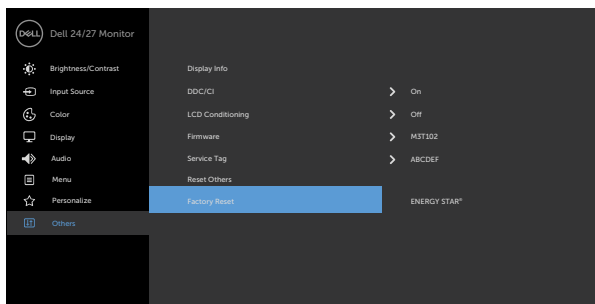 DELL Dell 24/27 Monitor
Brightness/Contrast Display Info
Input Source DDC/CI On
Color LCD Conditioning Off
Display Firmware M3T102
Audio Service Tag ABCDEF
Menu Reset Others
Personalize Factory Reset ENERGY STAR®
Others